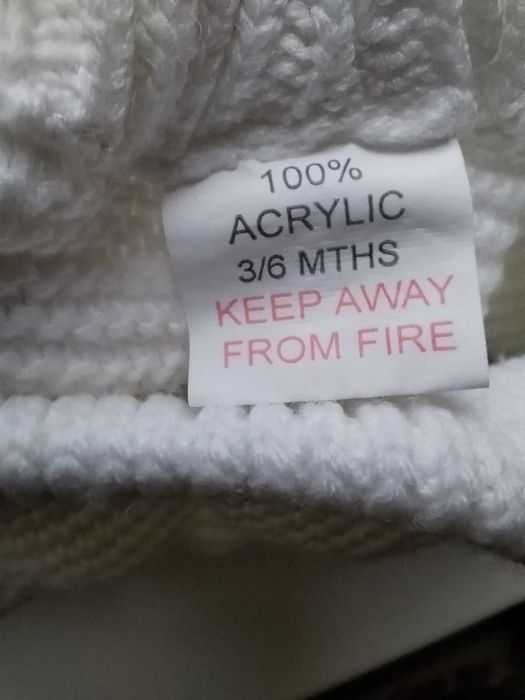 100%
ACRYLIC
3/6 MTHS
KEEP AWAY
FROM FIRE